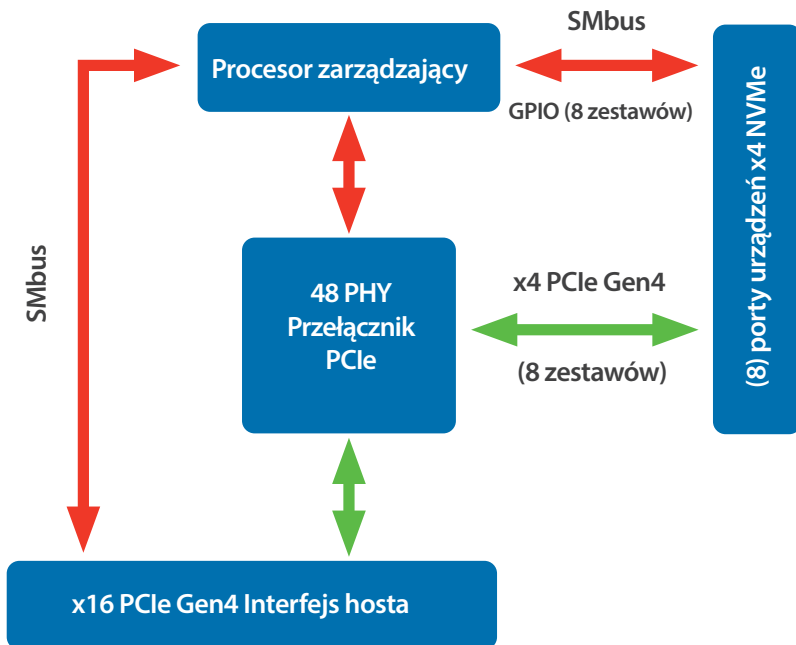 SMbus
Procesor zarządzający
GPIO (8 zestawów)
(8) porty urządzeń x4 NVMe
SMbus
48 PHY
Przełącznik
PCIe
x4 PCIe Gen4
(8 zestawów)
x16 PCIe Gen4 Interfejs hosta